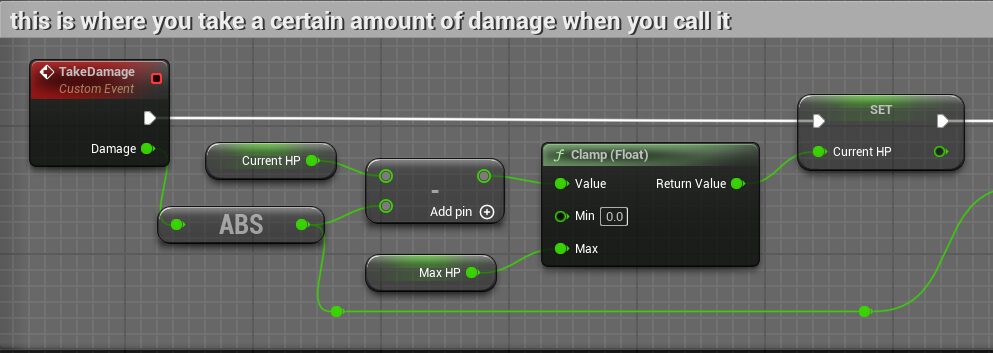 this is where you take a certain amount of damage when you call it
TakeDamage
Custom Event
Damage
Current HP
ABS
-
Add pin
Max HP
Clamp (Float)
Value
Return Value
Min 0.0
Max
SET
Current HP